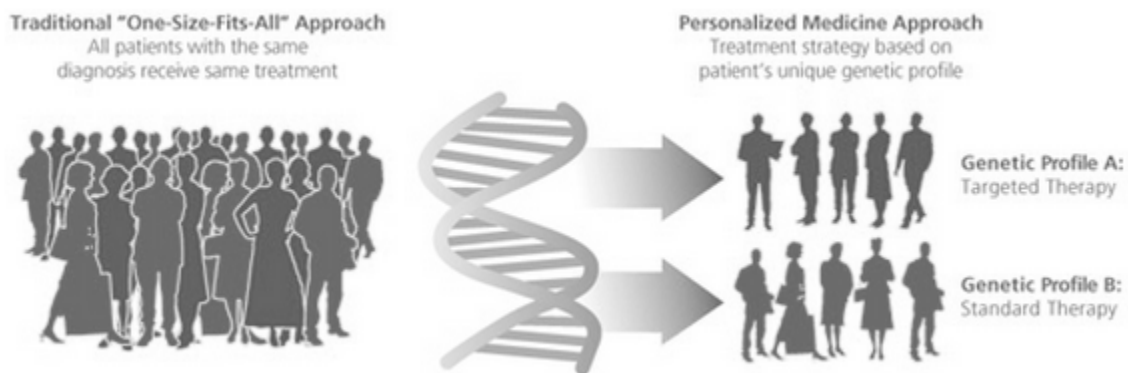 Traditional "One-Size-Fits-All" Approach
All patients with the same
diagnosis receive same treatment
Personalized Medicine Approach
Treatment strategy based on
patient's unique genetic profile
Genetic Profile A:
Targeted Therapy
Genetic Profile B:
Standard Therapy